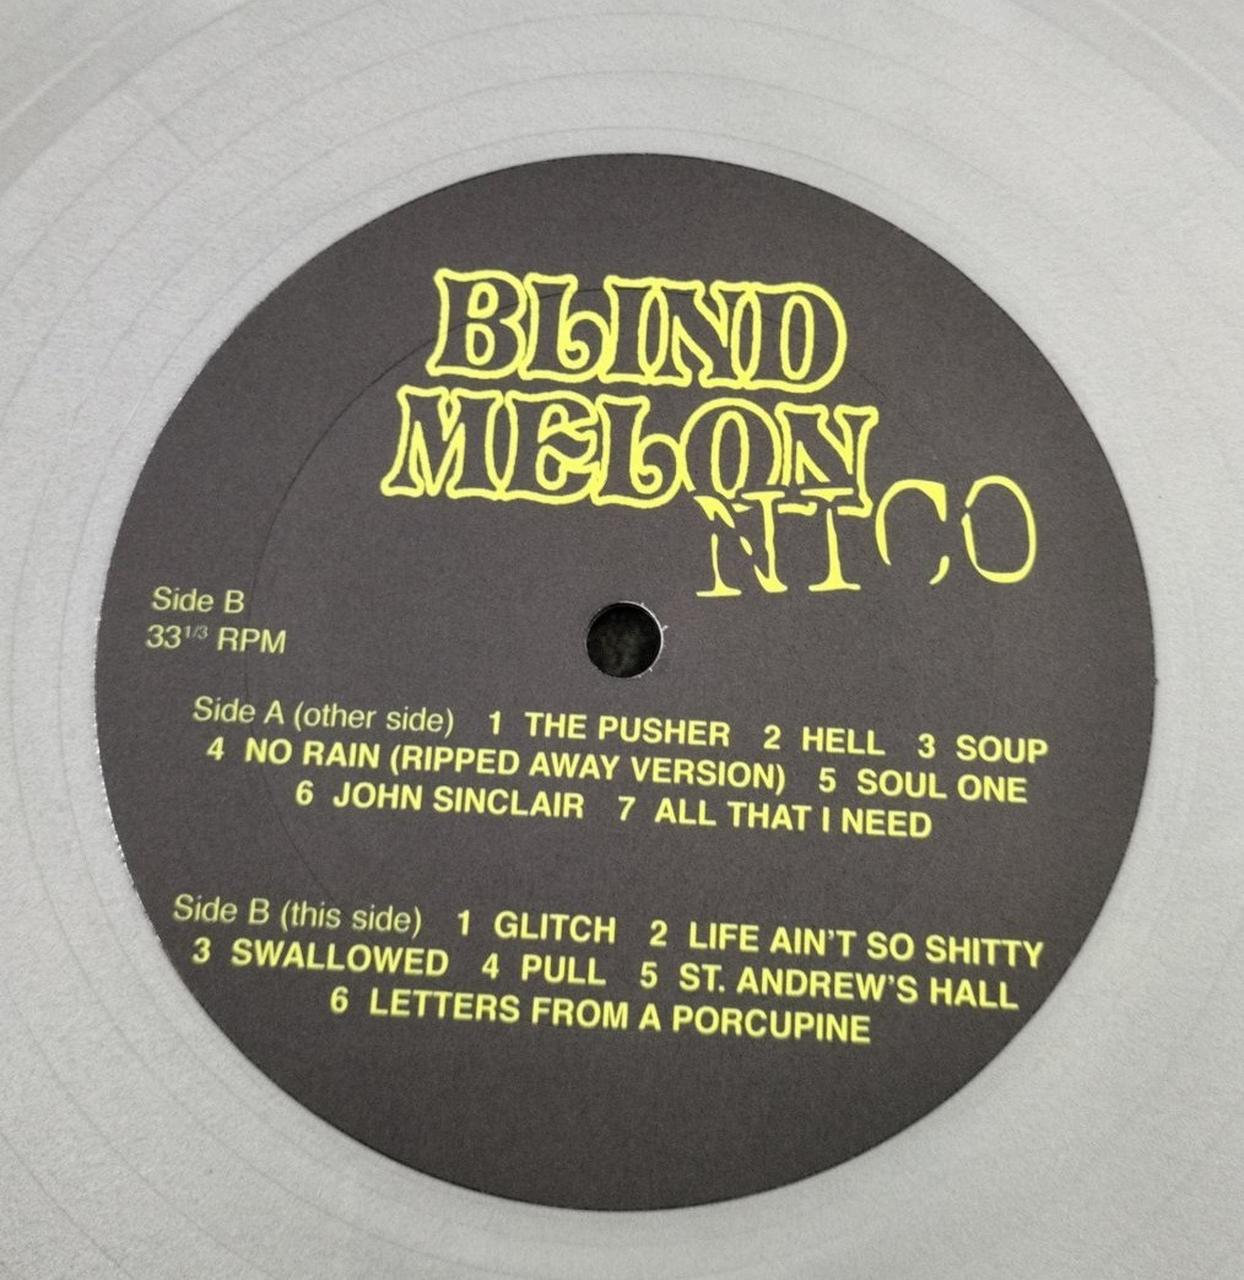 BLIND
MELON
NICO
Side B
33 1/3 RPM
Side A (other side) 1 THE PUSHER 2 HELL 3 SOUP
4 NO RAIN (RIPPED AWAY VERSION) 5 SOUL ONE
6 JOHN SINCLAIR 7 ALL THAT I NEED
Side B (this side) 1 GLITCH 2 LIFE AIN'T SO SHITTY
3 SWALLOWED 4 PULL 5 ST. ANDREW'S HALL
6 LETTERS FROM A PORCUPINE